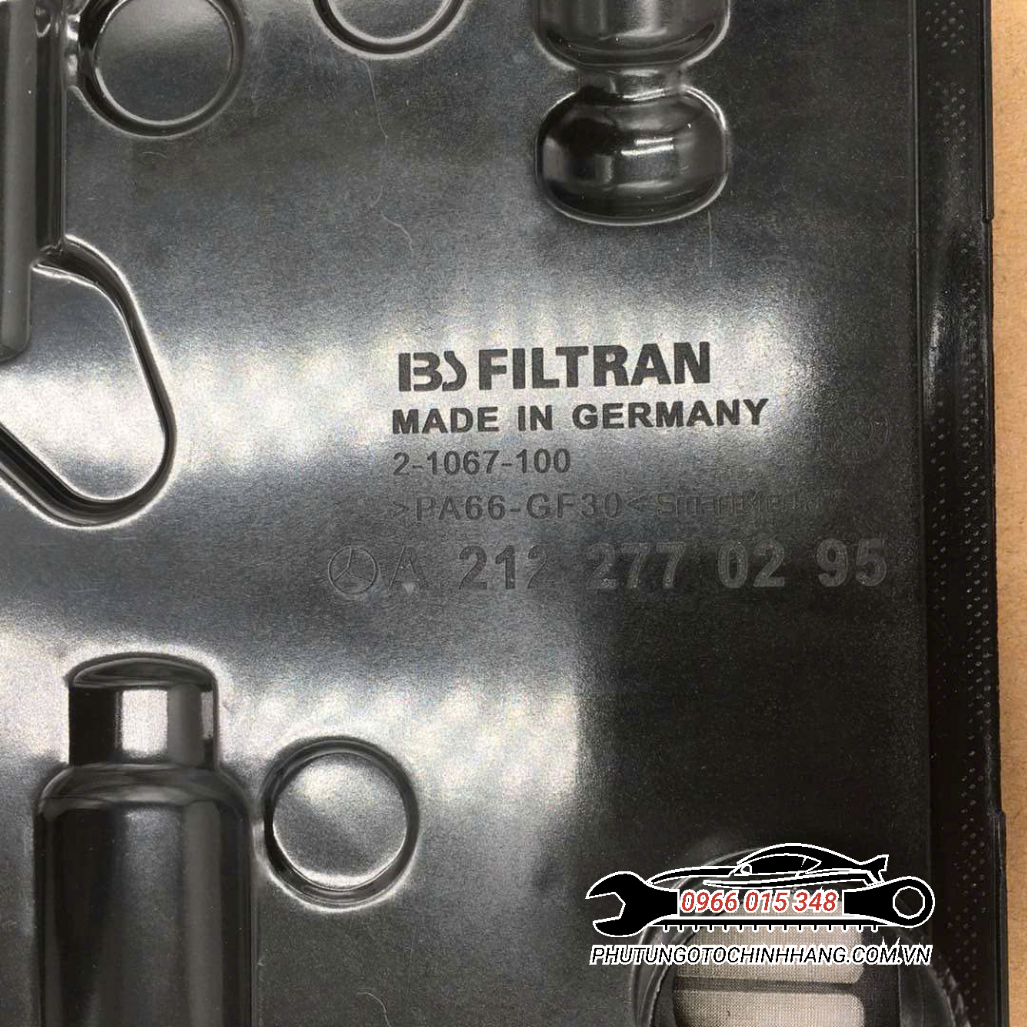 IBS FILTRAN
MADE IN GERMANY
2-1067-100
>PA66-GF30<
A 212 277 02 95
0966 015 348
PHUTUNGOTOCHINHHANG.COM.VN